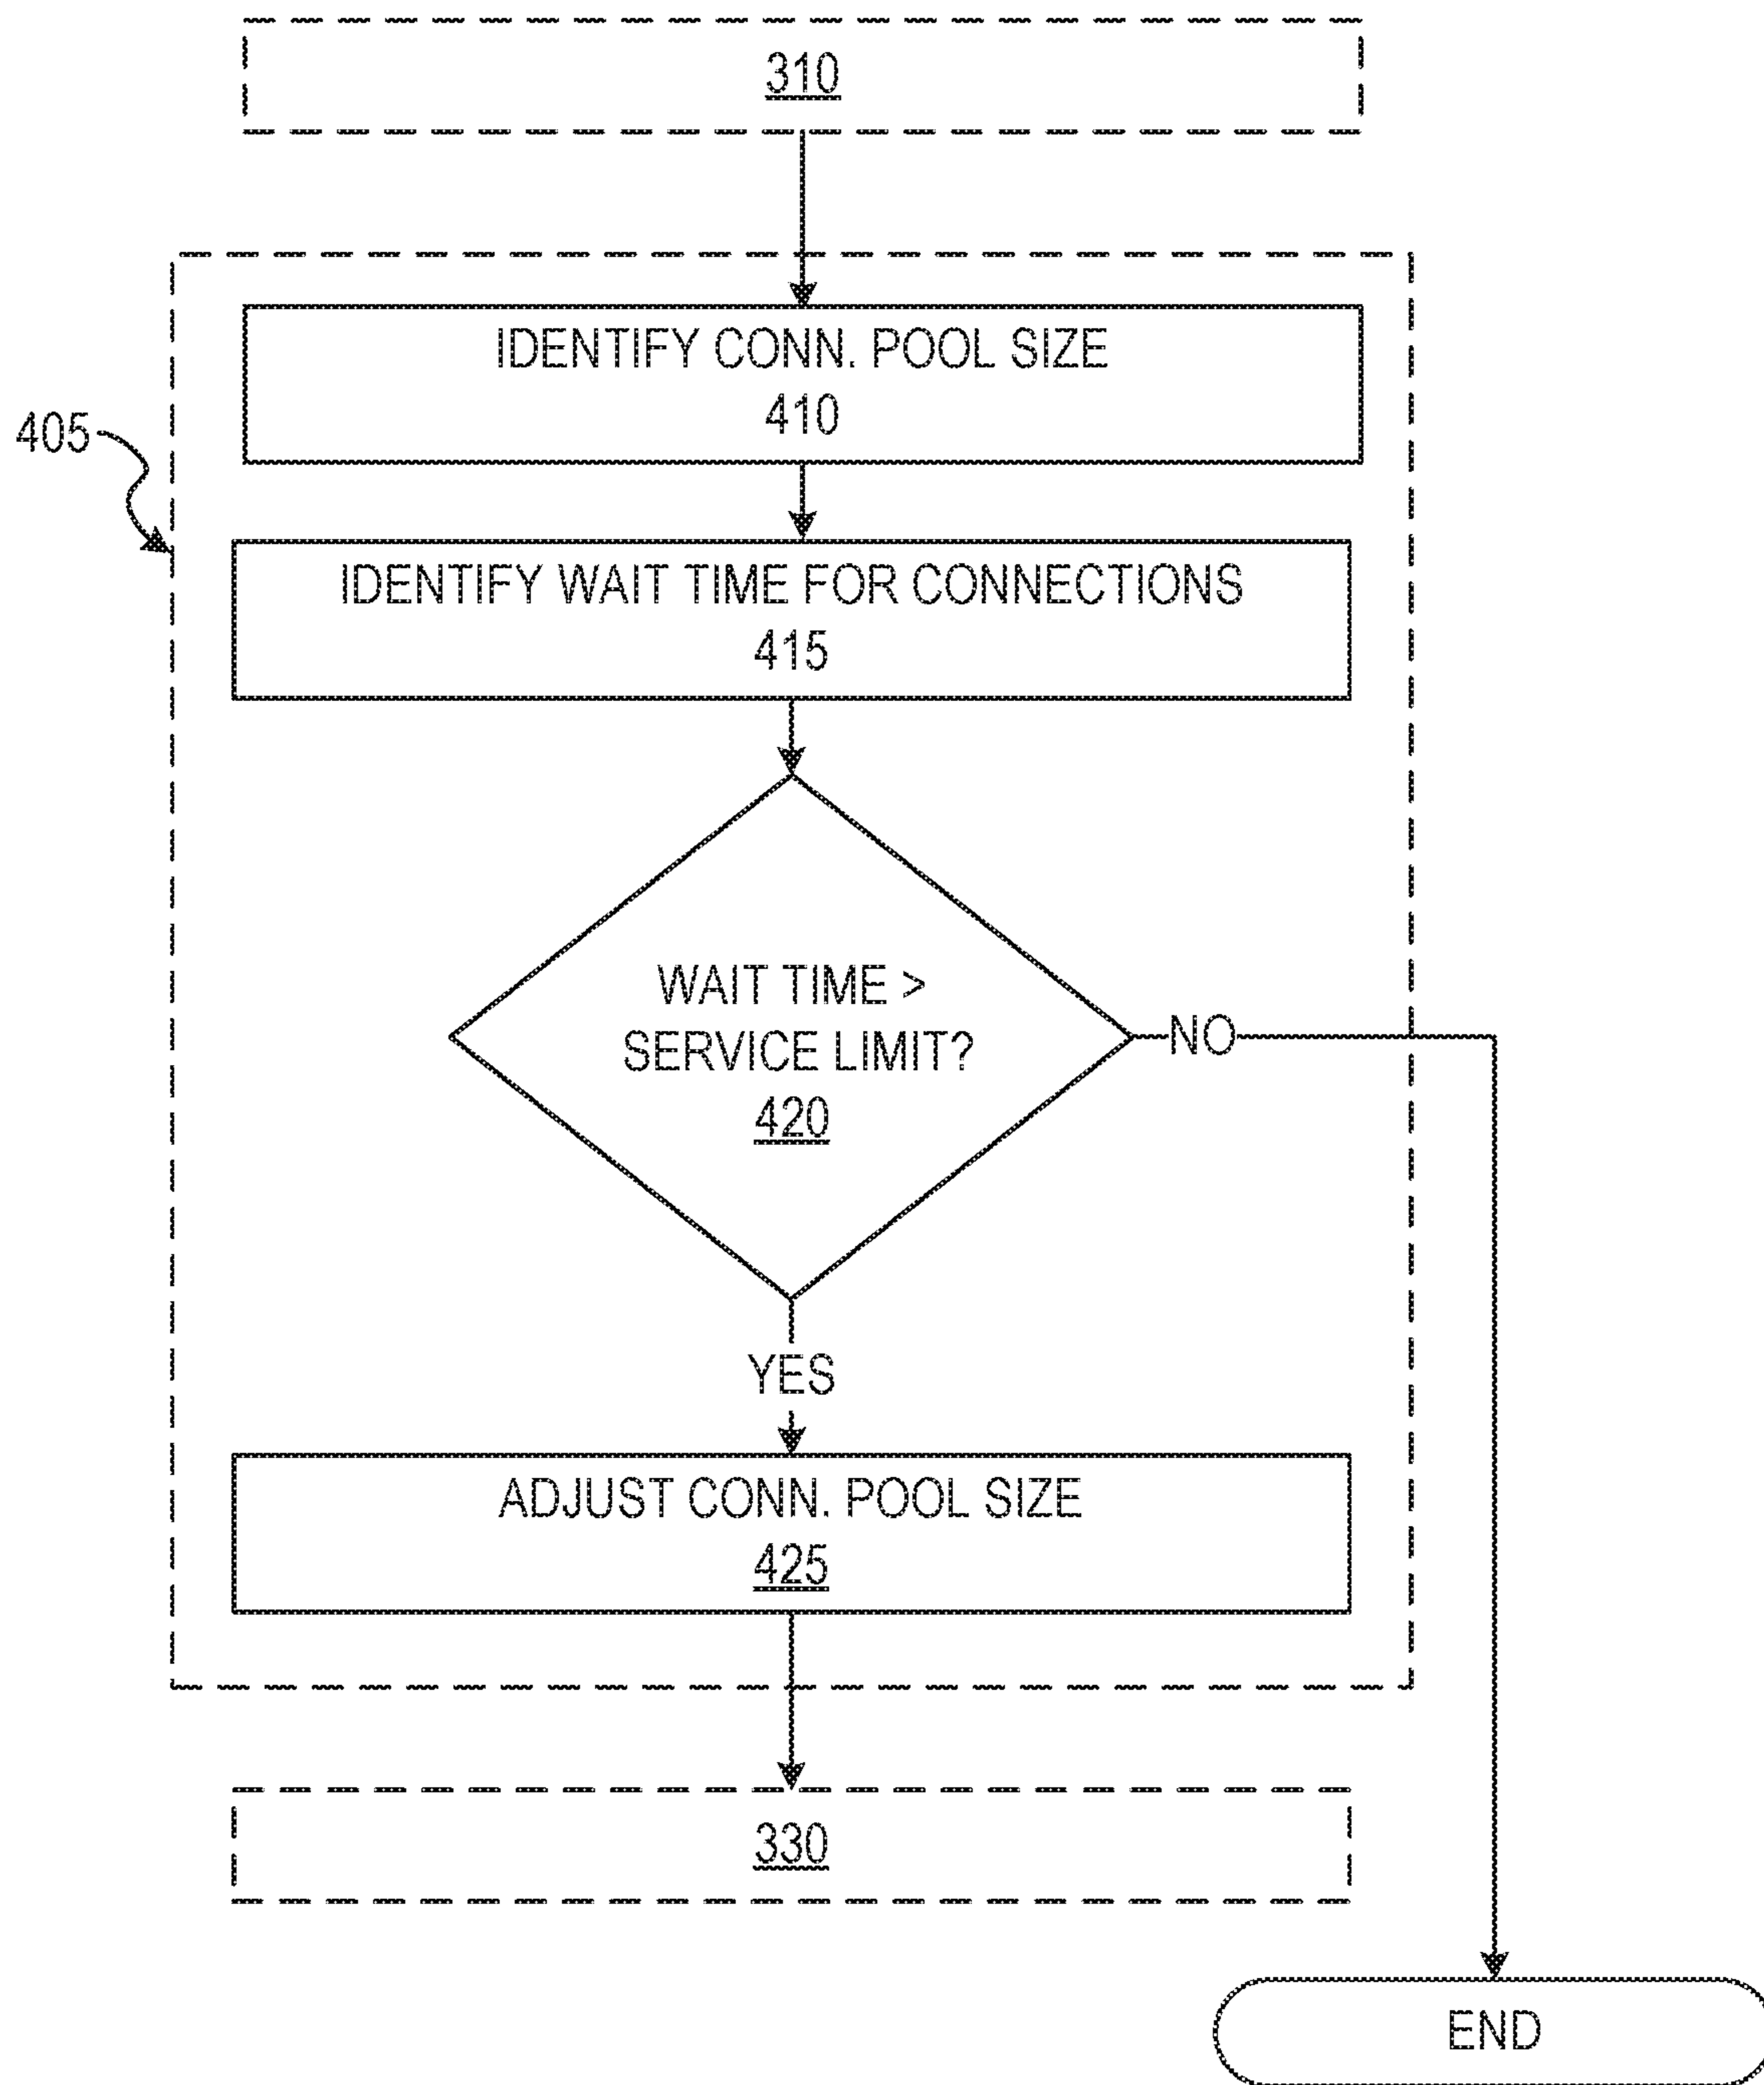 310
IDENTIFY CONN. POOL SIZE
410
405
IDENTIFY WAIT TIME FOR CONNECTIONS
415
WAIT TIME >
SERVICE LIMIT?
420
NO
YES
ADJUST CONN. POOL SIZE
425
330
END